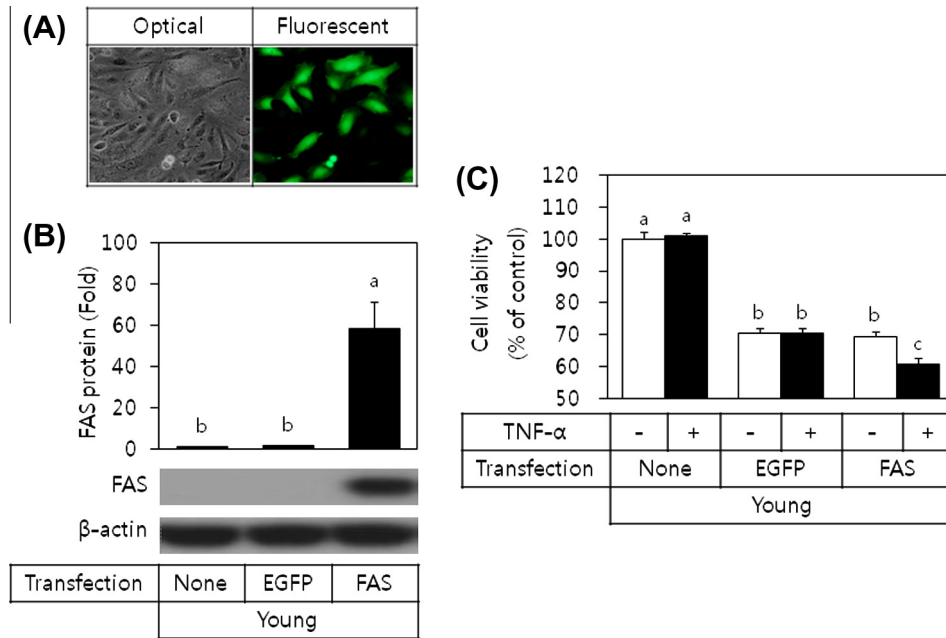 (A)
Optical Fluorescent
(B)
FAS protein (Fold)
100
80
60
40
20
0
b b a
FAS
β-actin
Transfection None EGFP FAS
Young
(C)
Cell viability
(% of control)
120
110
100
90
80
70
60
50
a a b b b c
TNF-α - + - + - +
Transfection None EGFP FAS
Young